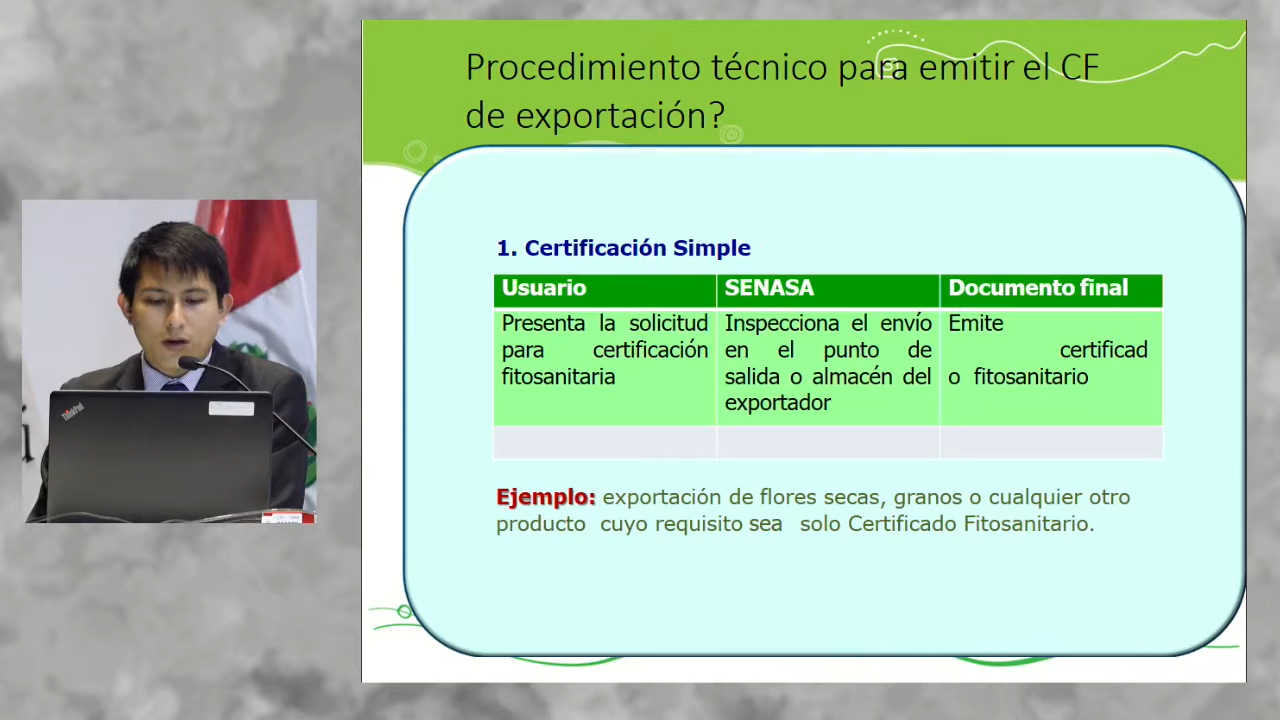 Procedimiento técnico para emitir el CF
de exportación?
1. Certificación Simple
Usuario
SENASA
Documento final
Presenta la solicitud
para certificación
fitosanitaria
Inspecciona el envío
en el punto de
salida o almacén del
exportador
Emite
certificad
o fitosanitario
Ejemplo: exportación de flores secas, granos o cualquier otro
producto cuyo requisito sea solo Certificado Fitosanitario.
ThinkPad